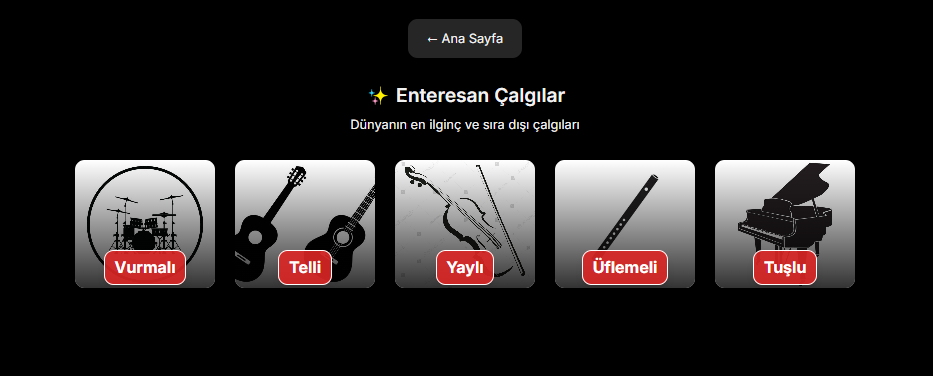 ← Ana Sayfa
✨ Enteresan Çalgılar
Dünyanın en ilginç ve sıra dışı çalgıları
Vurmalı
Telli
Yaylı
Üflemeli
Tuşlu